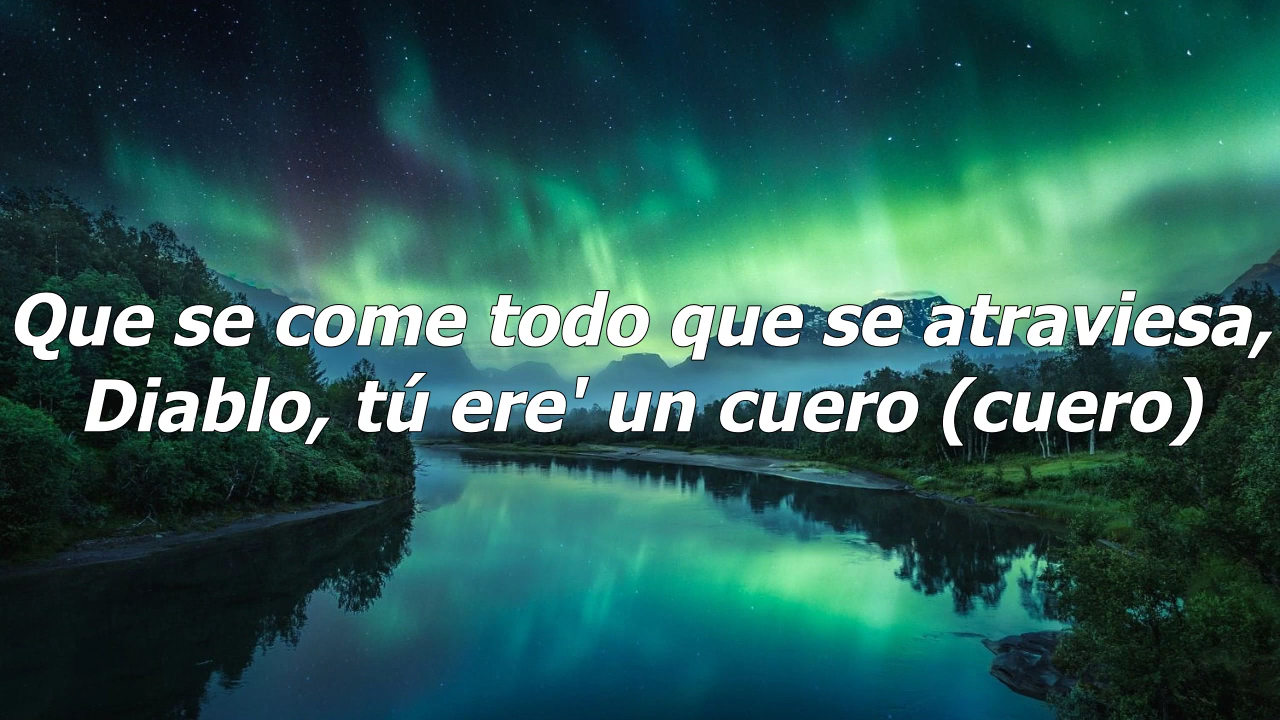 Que se come todo que se atraviesa,
Diablo, tú ere' un cuero (cuero)